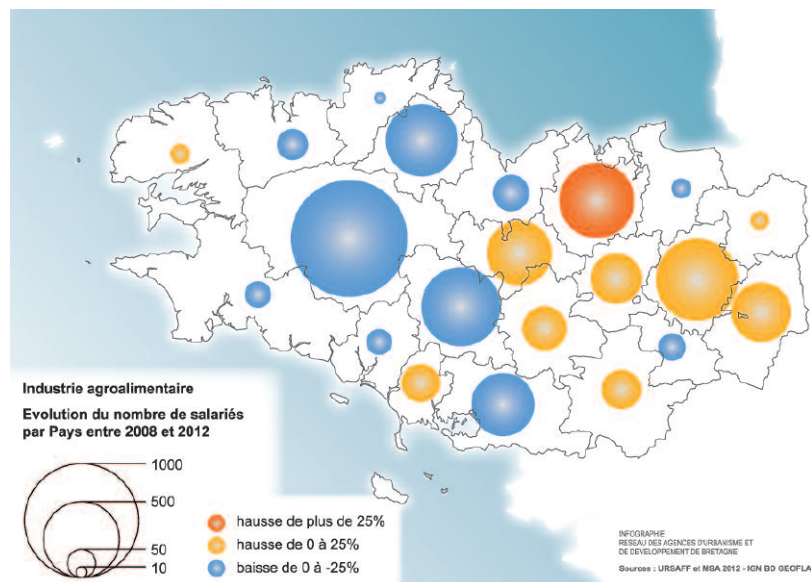 Industrie agroalimentaire
Evolution du nombre de salariés
par Pays entre 2008 et 2012
1000
500
50
10
hausse de plus de 25%
hausse de 0 à 25%
baisse de 0 à -25%
INFOGRAPHIE
RESEAU DES AGENCES D'URBANISME ET
DE DEVELOPPEMENT DE BRETAGNE
Sources : URSAFF et MSA 2012 - IGN BD GEOFLA